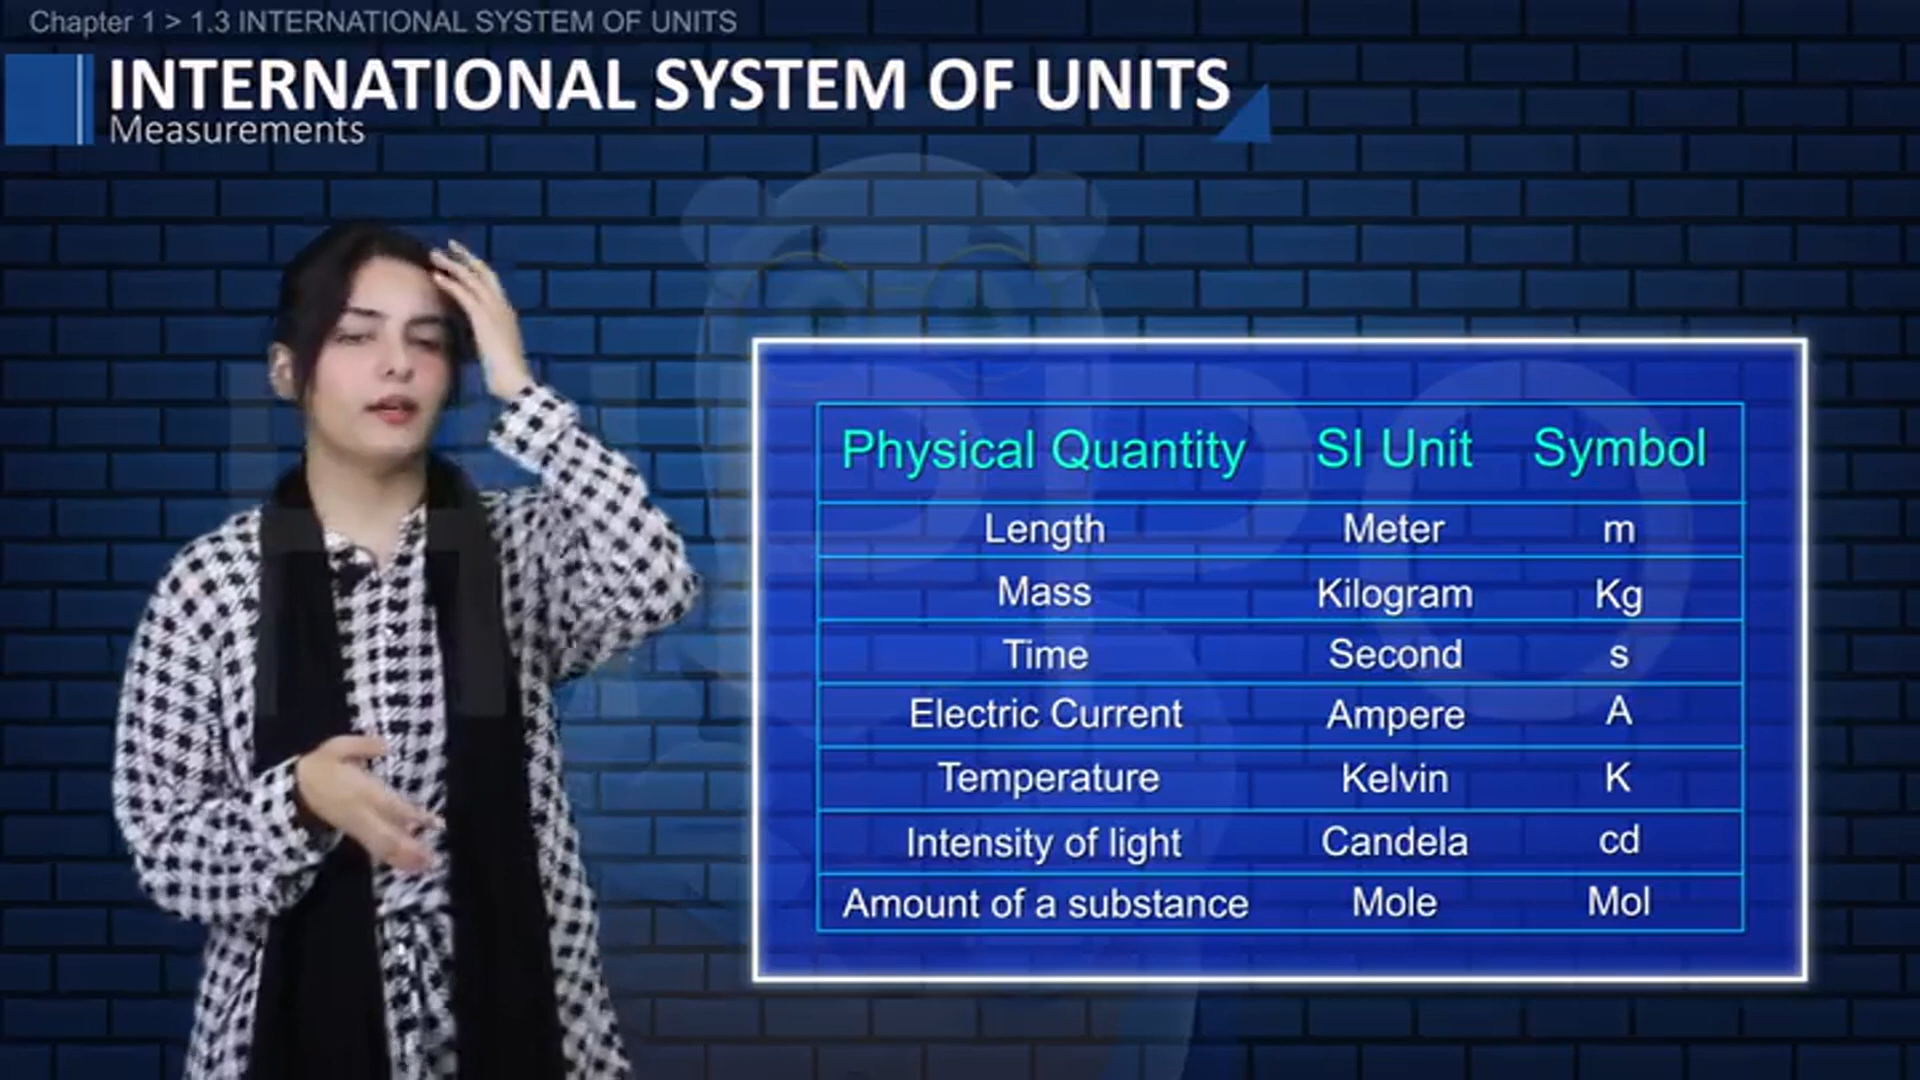 Chapter 1 > 1.3 INTERNATIONAL SYSTEM OF UNITS
INTERNATIONAL SYSTEM OF UNITS
Measurements
Physical Quantity SI Unit Symbol
Length Meter m
Mass Kilogram Kg
Time Second s
Electric Current Ampere A
Temperature Kelvin K
Intensity of light Candela cd
Amount of a substance Mole Mol